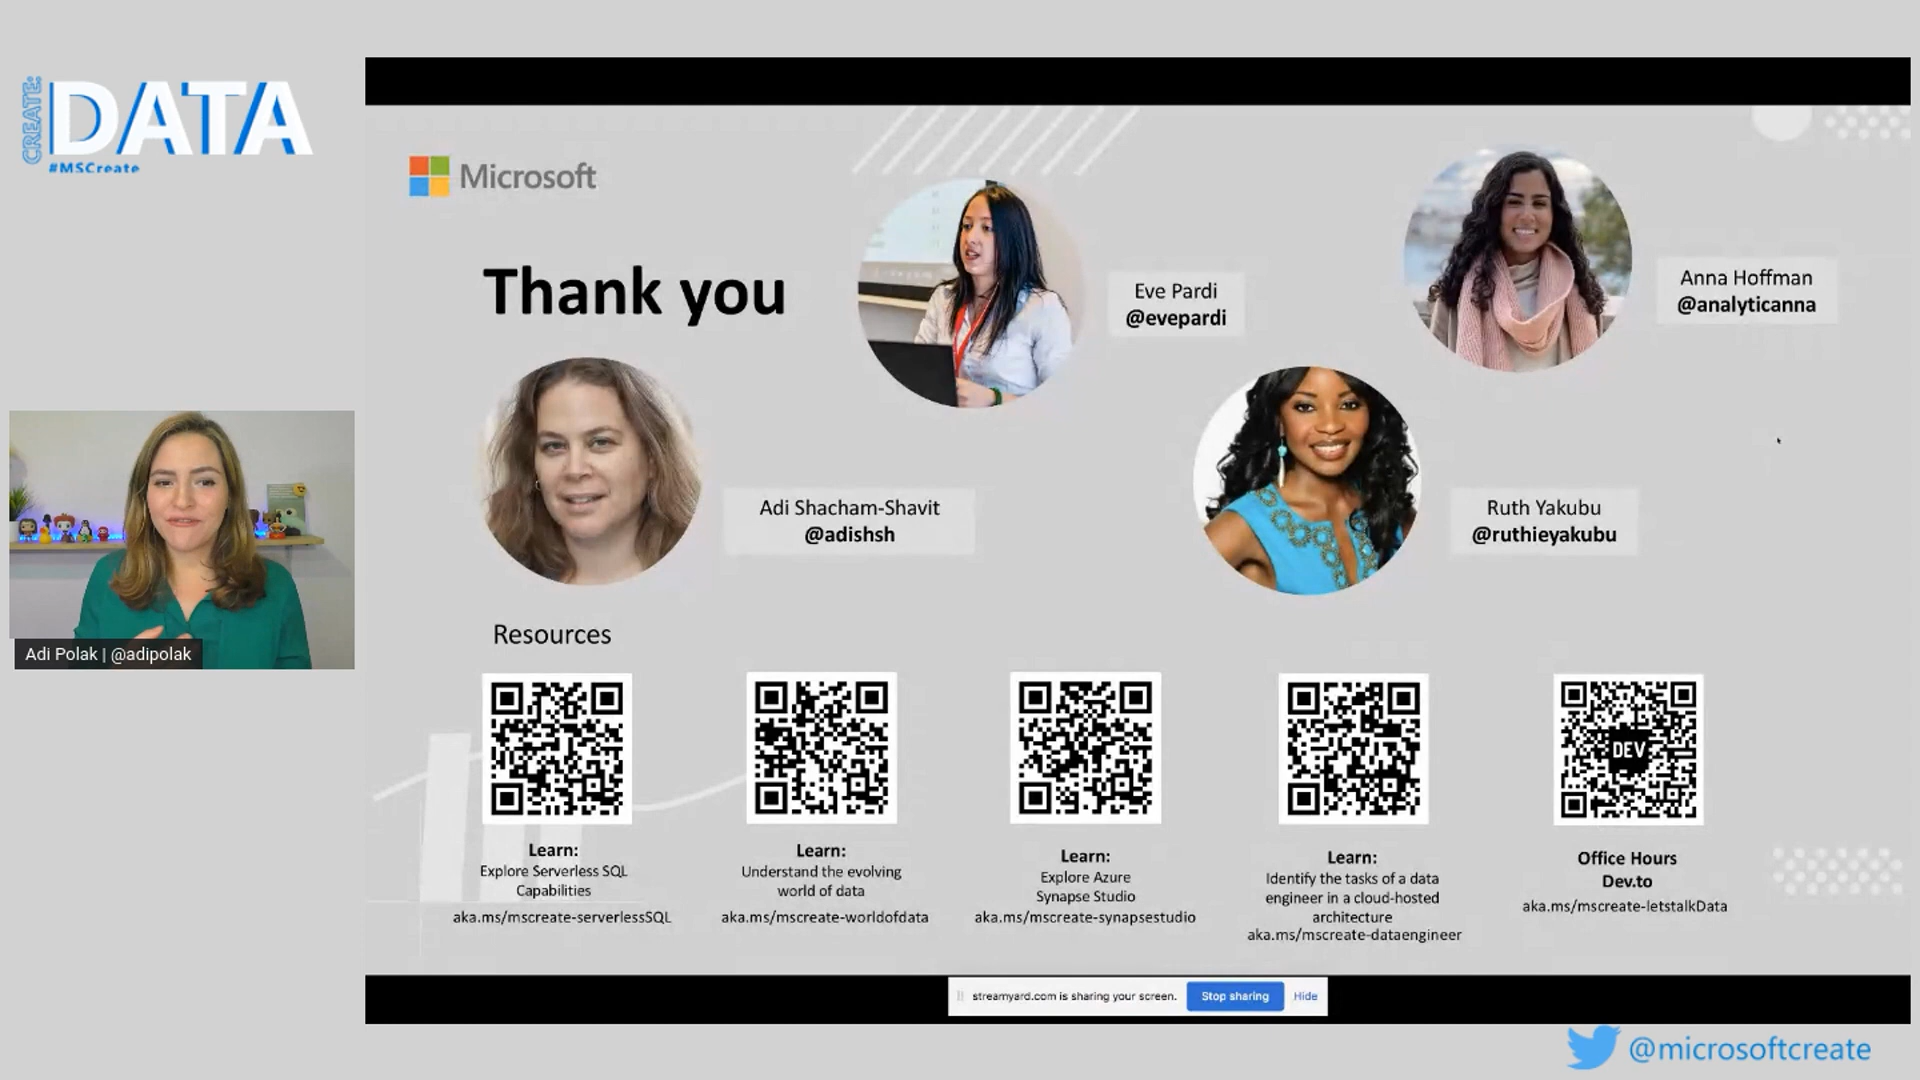 CREATE:
DATA
#MSCreate
Microsoft
Thank you
Eve Pardi
@evepardi
Anna Hoffman
@analyticanna
Adi Shacham-Shavit
@adishsh
Ruth Yakubu
@ruthieyakubu
Adi Polak | @adipolak
Resources
DEV
Learn:
Explore Serverless SQL
Capabilities
aka.ms/mscreate-serverlessSQL
Learn:
Understand the evolving
world of data
aka.ms/mscreate-worldofdata
Learn:
Explore Azure
Synapse Studio
aka.ms/mscreate-synapsestudio
Learn:
Identify the tasks of a data
engineer in a cloud-hosted
architecture
aka.ms/mscreate-dataengineer
Office Hours
Dev.to
aka.ms/mscreate-letstalkData
streamyard.com is sharing your screen.
Stop sharing
Hide
@microsoftcreate